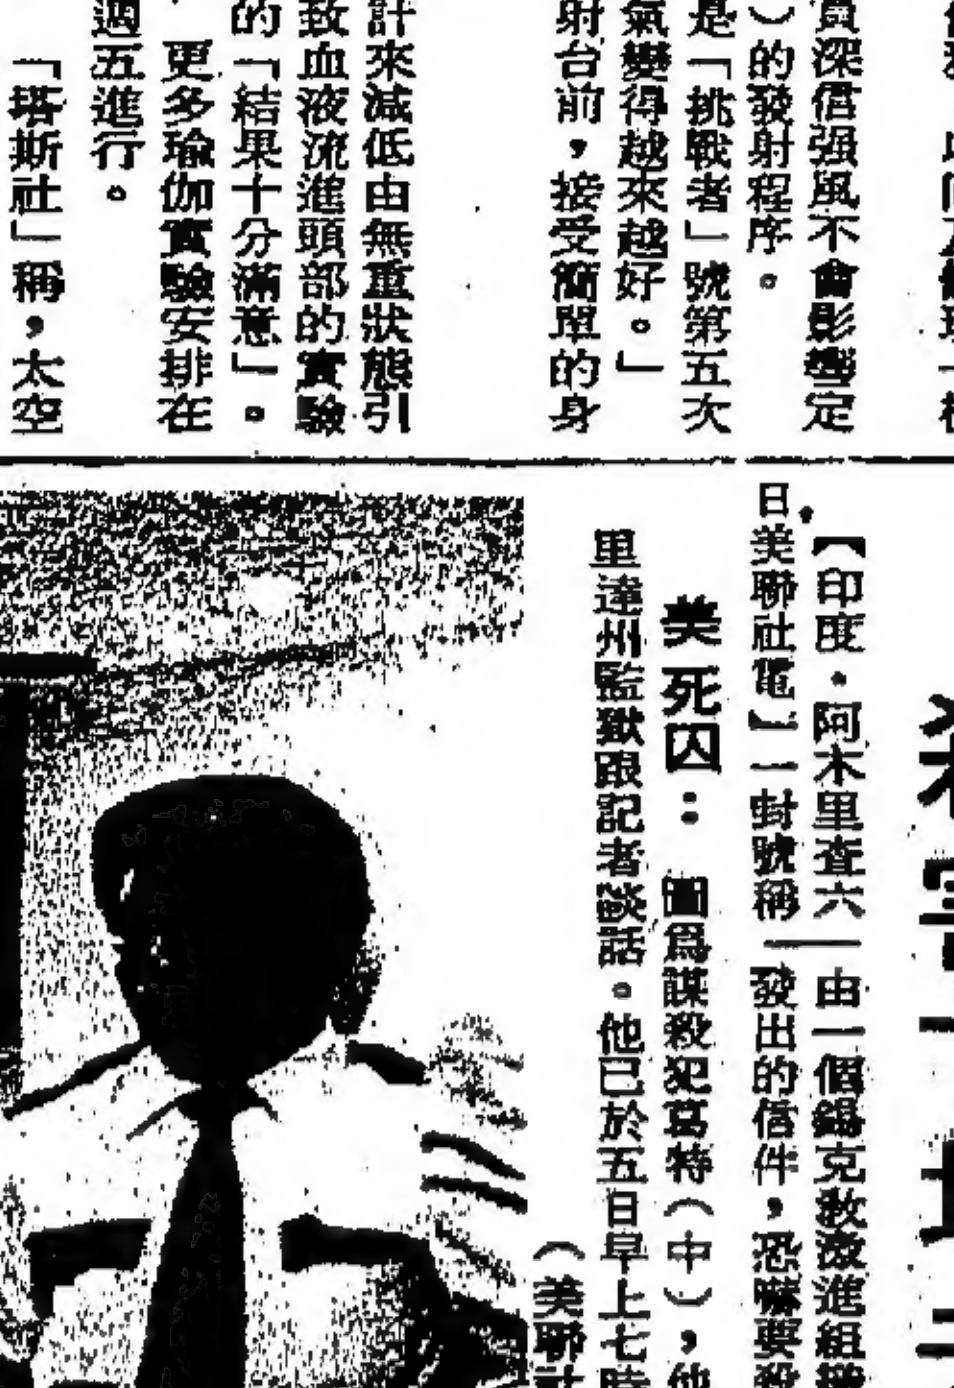 員深信强風不會影響定
）的發射程序。
是「挑戰者」號第五次
氣變得越來越好。」
射台前，接受簡單的身
計來減低由無重狀態引
致血液流進頭部的實驗
的「結果十分滿意」。
更多瑜伽實驗安排在
週五進行。
「塔斯社」稱，太空
【印度·阿木里查六
日美聯社電】一封號稱
由一個錫克教激進組織
發出的信件，恐嚇要殺
美死囚：圖爲謀殺犯葛特（中），他
里達州監獄跟記者談話。他已於五日早上七時
（美聯社